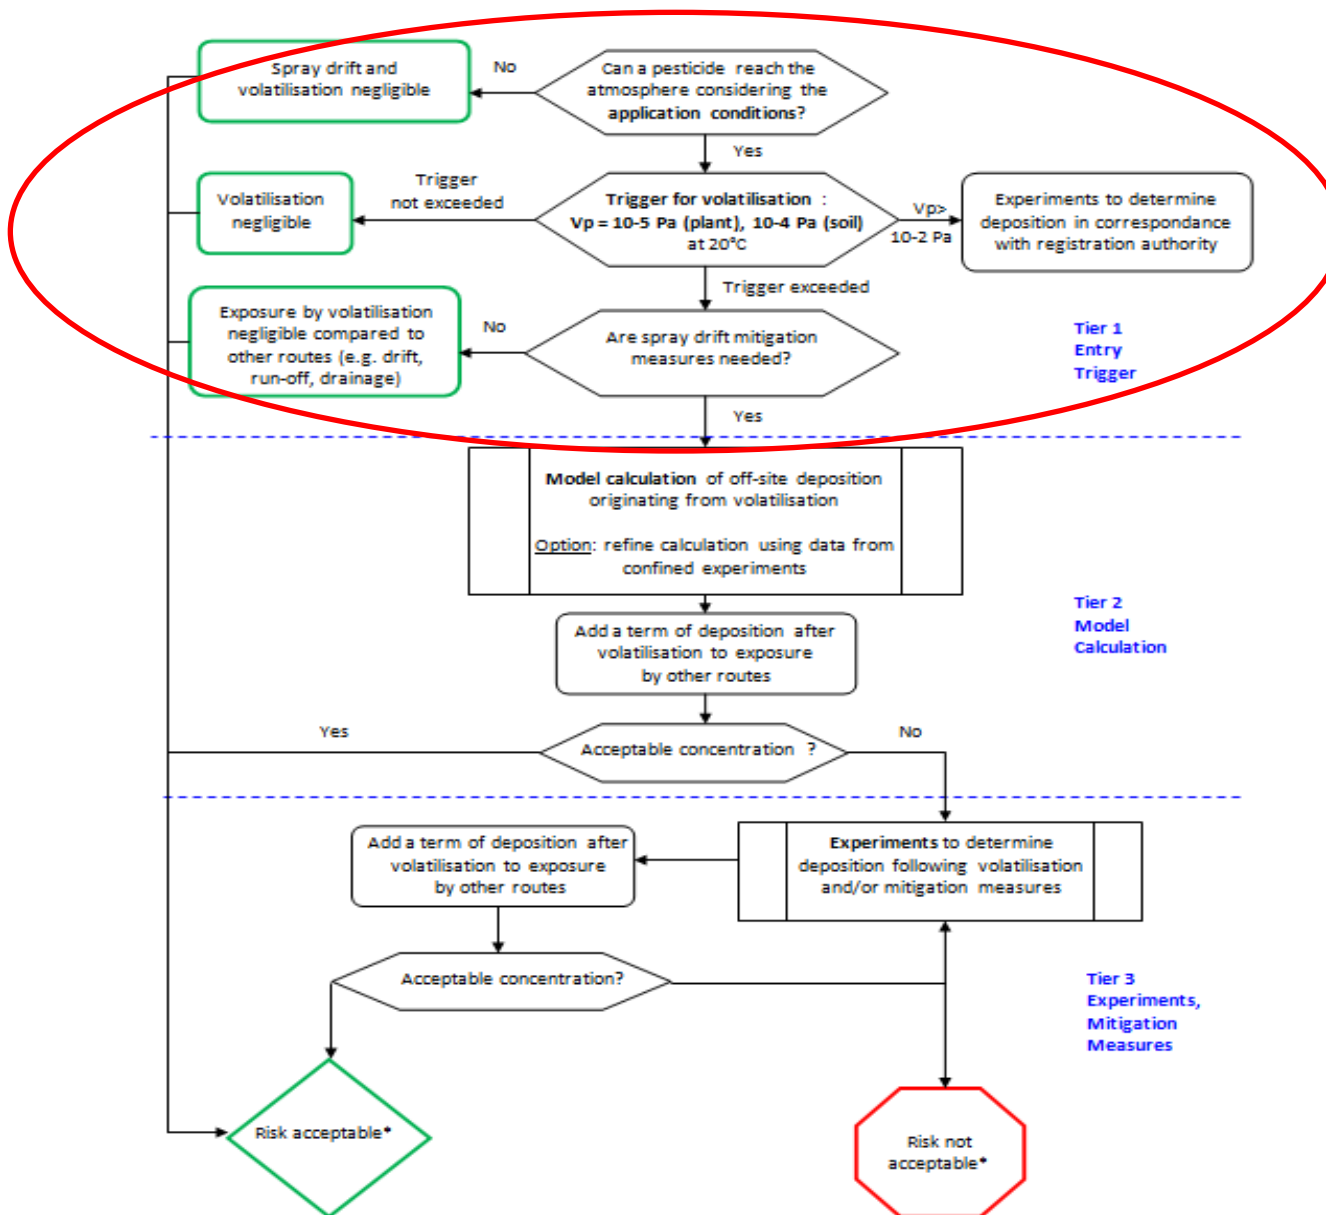 Spray drift and
volatilisation negligible
No
Can a pesticide reach the
atmosphere considering the
application conditions?
Yes
Volatilisation
negligible
Trigger
not exceeded
Trigger for volatilisation :
Vp = 10-5 Pa (plant), 10-4 Pa (soil)
at 20°C
Vp>
10-2 Pa
Experiments to determine
deposition in correspondance
with registration authority
Trigger exceeded
Exposure by volatilisation
negligible compared to
other routes (e.g. drift,
run-off, drainage)
No
Are spray drift mitigation
measures needed?
Tier 1
Entry
Trigger
Yes
Model calculation of off-site deposition
originating from volatilisation
Option: refine calculation using data from
confined experiments
Tier 2
Model
Calculation
Add a term of deposition after
volatilisation to exposure
by other routes
Yes
Acceptable concentration ?
No
Add a term of deposition after
volatilisation to exposure
by other routes
Experiments to determine
deposition following volatilisation
and/or mitigation measures
Acceptable concentration?
Tier 3
Experiments,
Mitigation
Measures
Risk acceptable*
Risk not
acceptable*